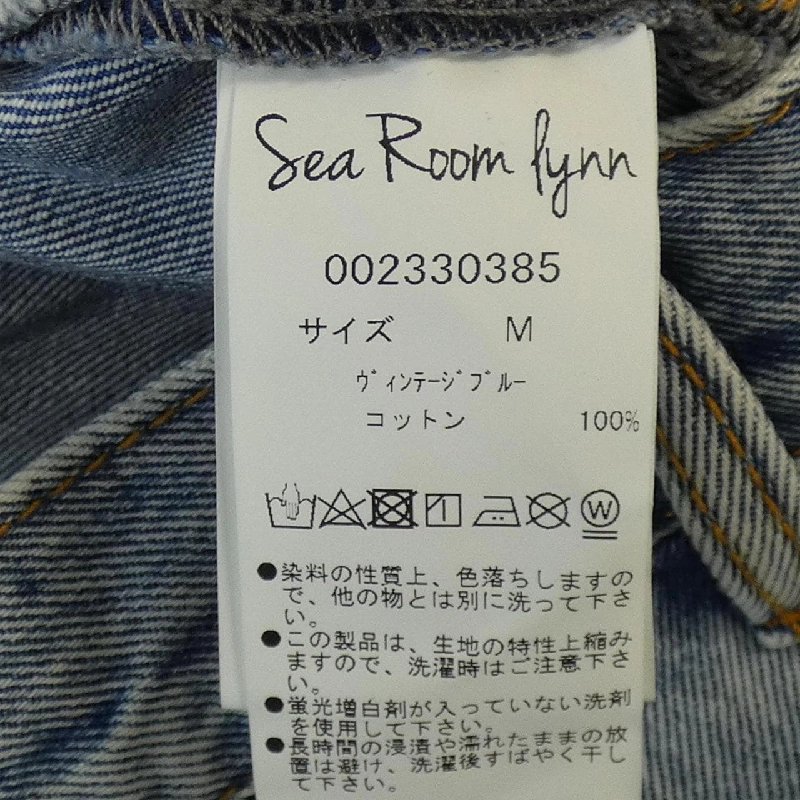 Sea Room lynn
002330385
サイズ M
ヴィンテージブルー
コットン 100%
W
●染料の性質上、色落ちしますの
で、他の物とは別に洗って下さ
い。
●この製品は、生地の特性上縮み
ますので、洗濯時はご注意下さ
い。
●蛍光増白剤が入っていない洗剤
を使用して下さい。
●長時間の浸漬や濡れたままの放
置は避け、洗濯後すばやく干し
て下さい。